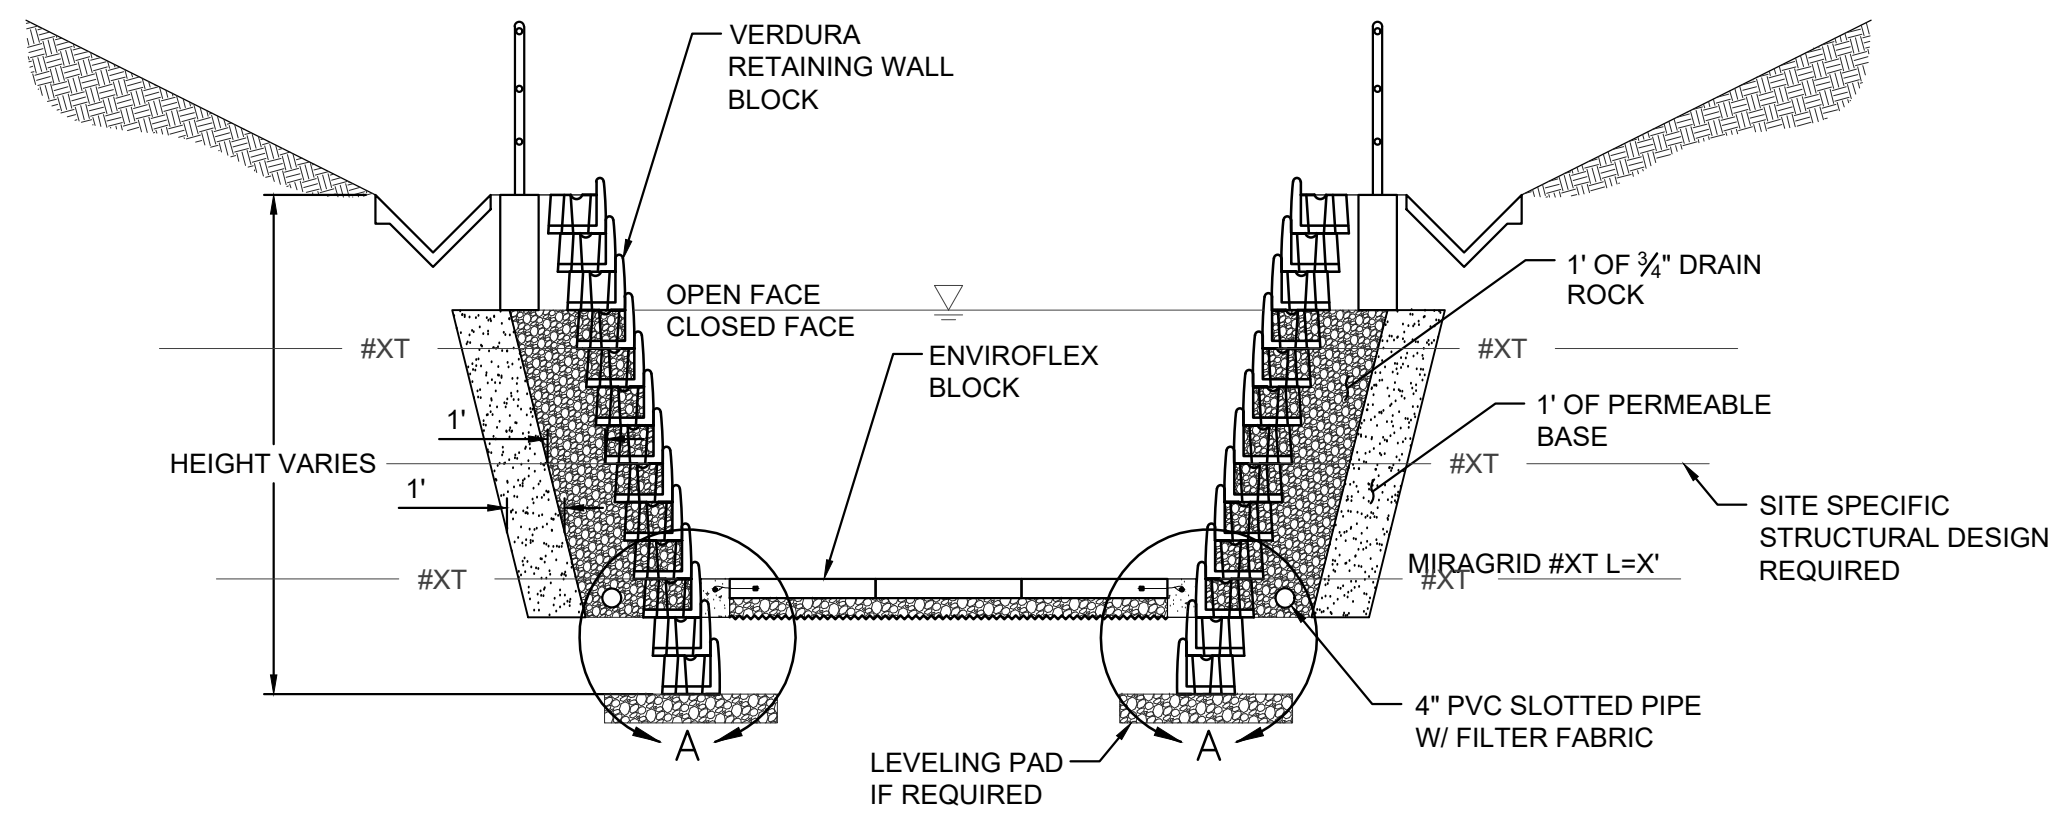 VERDURA
RETAINING WALL
BLOCK
OPEN FACE
CLOSED FACE
ENVIROFLEX
BLOCK
1' OF ¾" DRAIN
ROCK
1' OF PERMEABLE
BASE
#XT
#XT
1'
HEIGHT VARIES
#XT
1'
SITE SPECIFIC
STRUCTURAL DESIGN
REQUIRED
#XT
MIRAGRID #XT L=X'
#XT
4" PVC SLOTTED PIPE
W/ FILTER FABRIC
A
A
LEVELING PAD
IF REQUIRED